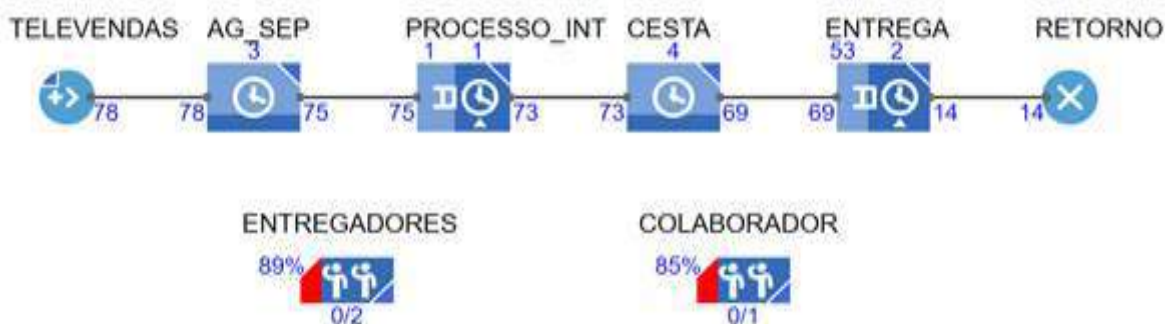 TELEVENDAS AG_SEP PROCESSO_INT CESTA ENTREGA RETORNO
3 1 1 4 53 2
78 78 75 75 73 73 69 69 14 14
ENTREGADORES COLABORADOR
89% 85%
0/2 0/1